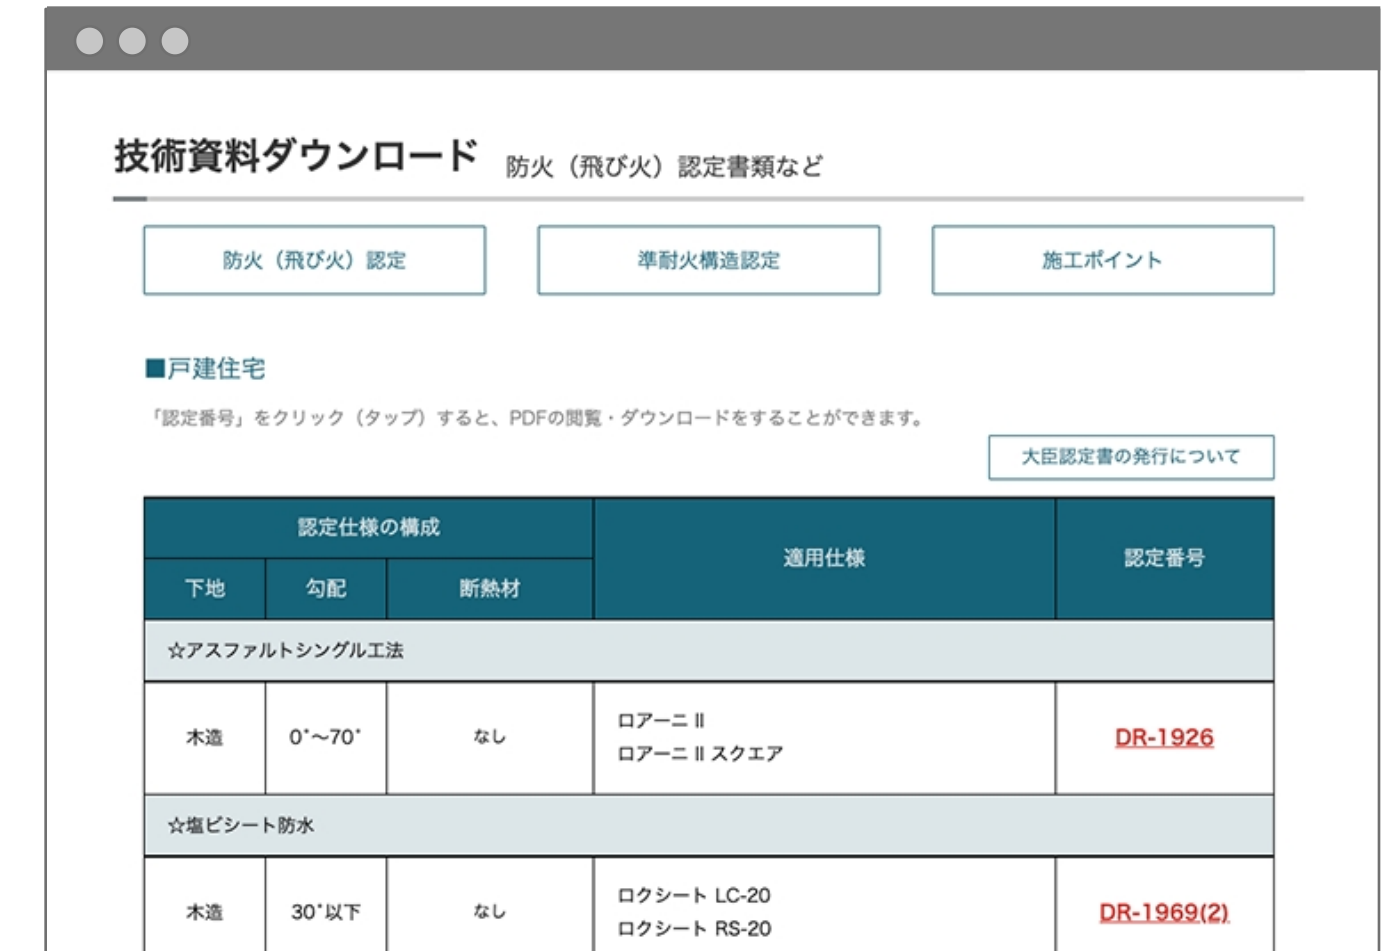 技術資料ダウンロード 防火（飛び火）認定書類など
防火（飛び火）認定
準耐火構造認定
施工ポイント
■戸建住宅
「認定番号」をクリック（タップ）すると、PDFの閲覧・ダウンロードをすることができます。
大臣認定書の発行について
認定仕様の構成
適用仕様
認定番号
下地
勾配
断熱材
☆アスファルトシングル工法
木造
0°～70°
なし
ロアーニ II
ロアーニ II スクエア
DR-1926
☆塩ビシート防水
木造
30°以下
なし
ロクシート LC-20
ロクシート RS-20
DR-1969(2)